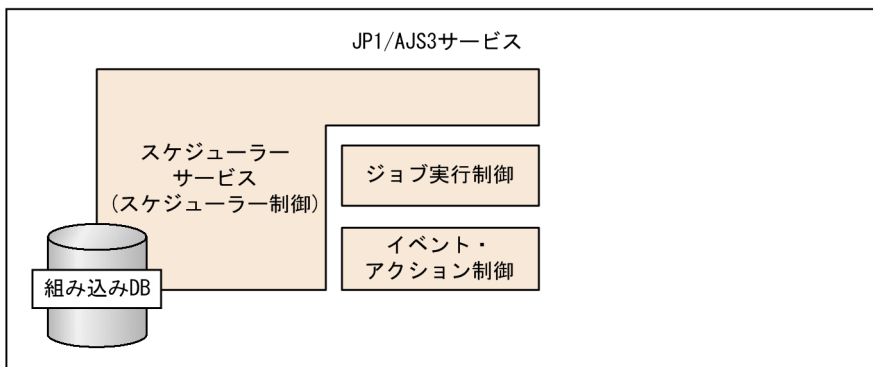 JP1/AJS3サービス
スケジューラー
サービス
(スケジューラー制御)
ジョブ実行制御
イベント・
アクション制御
組み込みDB